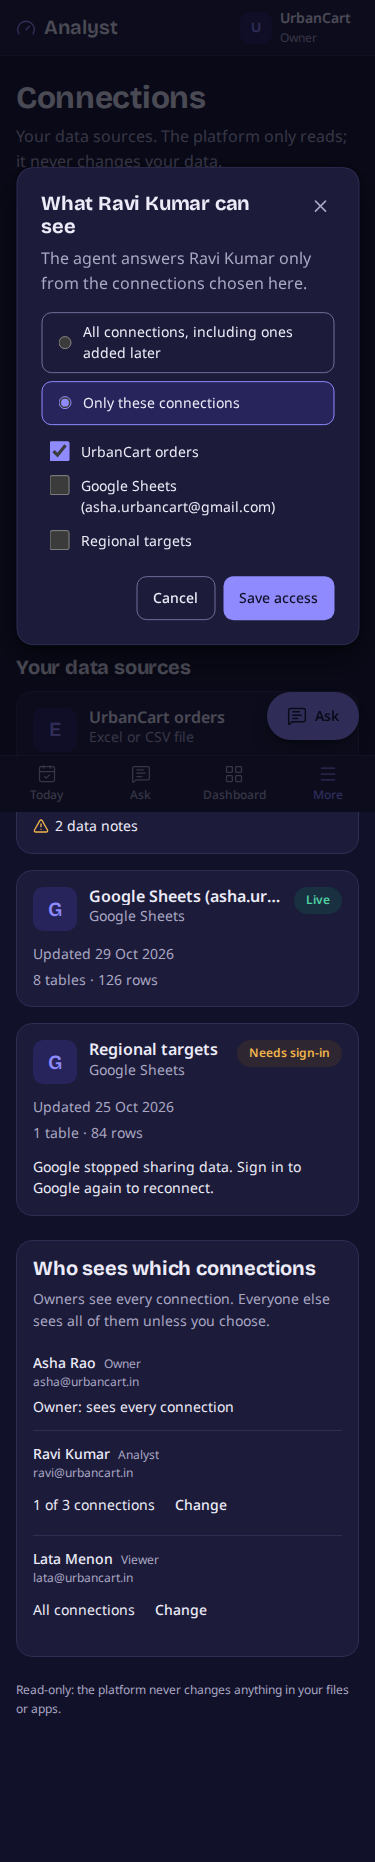 Analyst
U
UrbanCart
Owner
Connections
Your data sources. The platform only reads;
it never changes your data.
What Ravi Kumar can
see
The agent answers Ravi Kumar only
from the connections chosen here.
All connections, including ones
added later
Only these connections
UrbanCart orders
Google Sheets
(asha.urbancart@gmail.com)
Regional targets
Cancel
Save access
Your data sources
E
UrbanCart orders
Excel or CSV file
Ask
Today
Ask
Dashboard
More
2 data notes
G
Google Sheets (asha.ur...
Live
Google Sheets
Updated 29 Oct 2026
8 tables · 126 rows
G
Regional targets
Needs sign-in
Google Sheets
Updated 25 Oct 2026
1 table · 84 rows
Google stopped sharing data. Sign in to
Google again to reconnect.
Who sees which connections
Owners see every connection. Everyone else
sees all of them unless you choose.
Asha Rao Owner
asha@urbancart.in
Owner: sees every connection
Ravi Kumar Analyst
ravi@urbancart.in
1 of 3 connections Change
Lata Menon Viewer
lata@urbancart.in
All connections Change
Read-only: the platform never changes anything in your files
or apps.